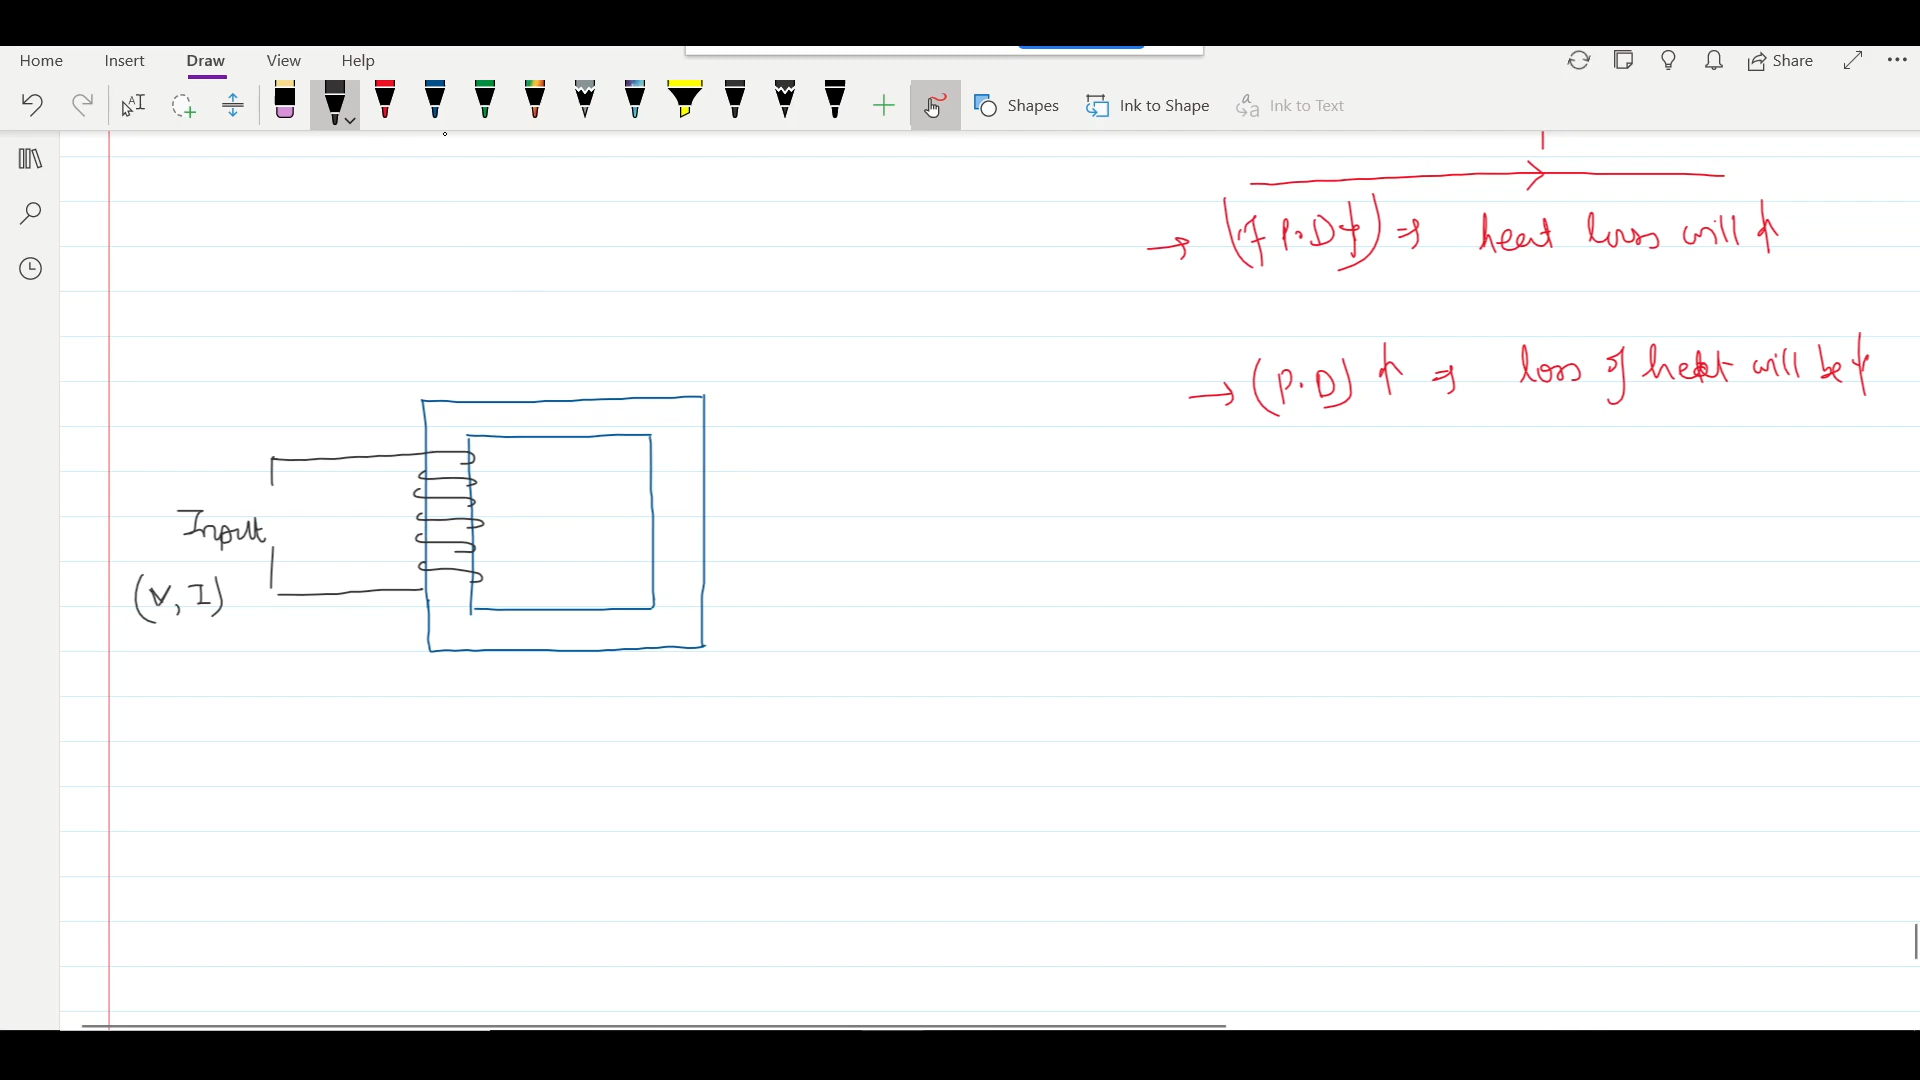 Home Insert Draw View Help Share
Shapes Ink to Shape Ink to Text
→ (if P.D ↓) ⇒ heat loss will ↑
→ (P.D) ↑ ⇒ loss of heat will be ↓
Input
(V, I)